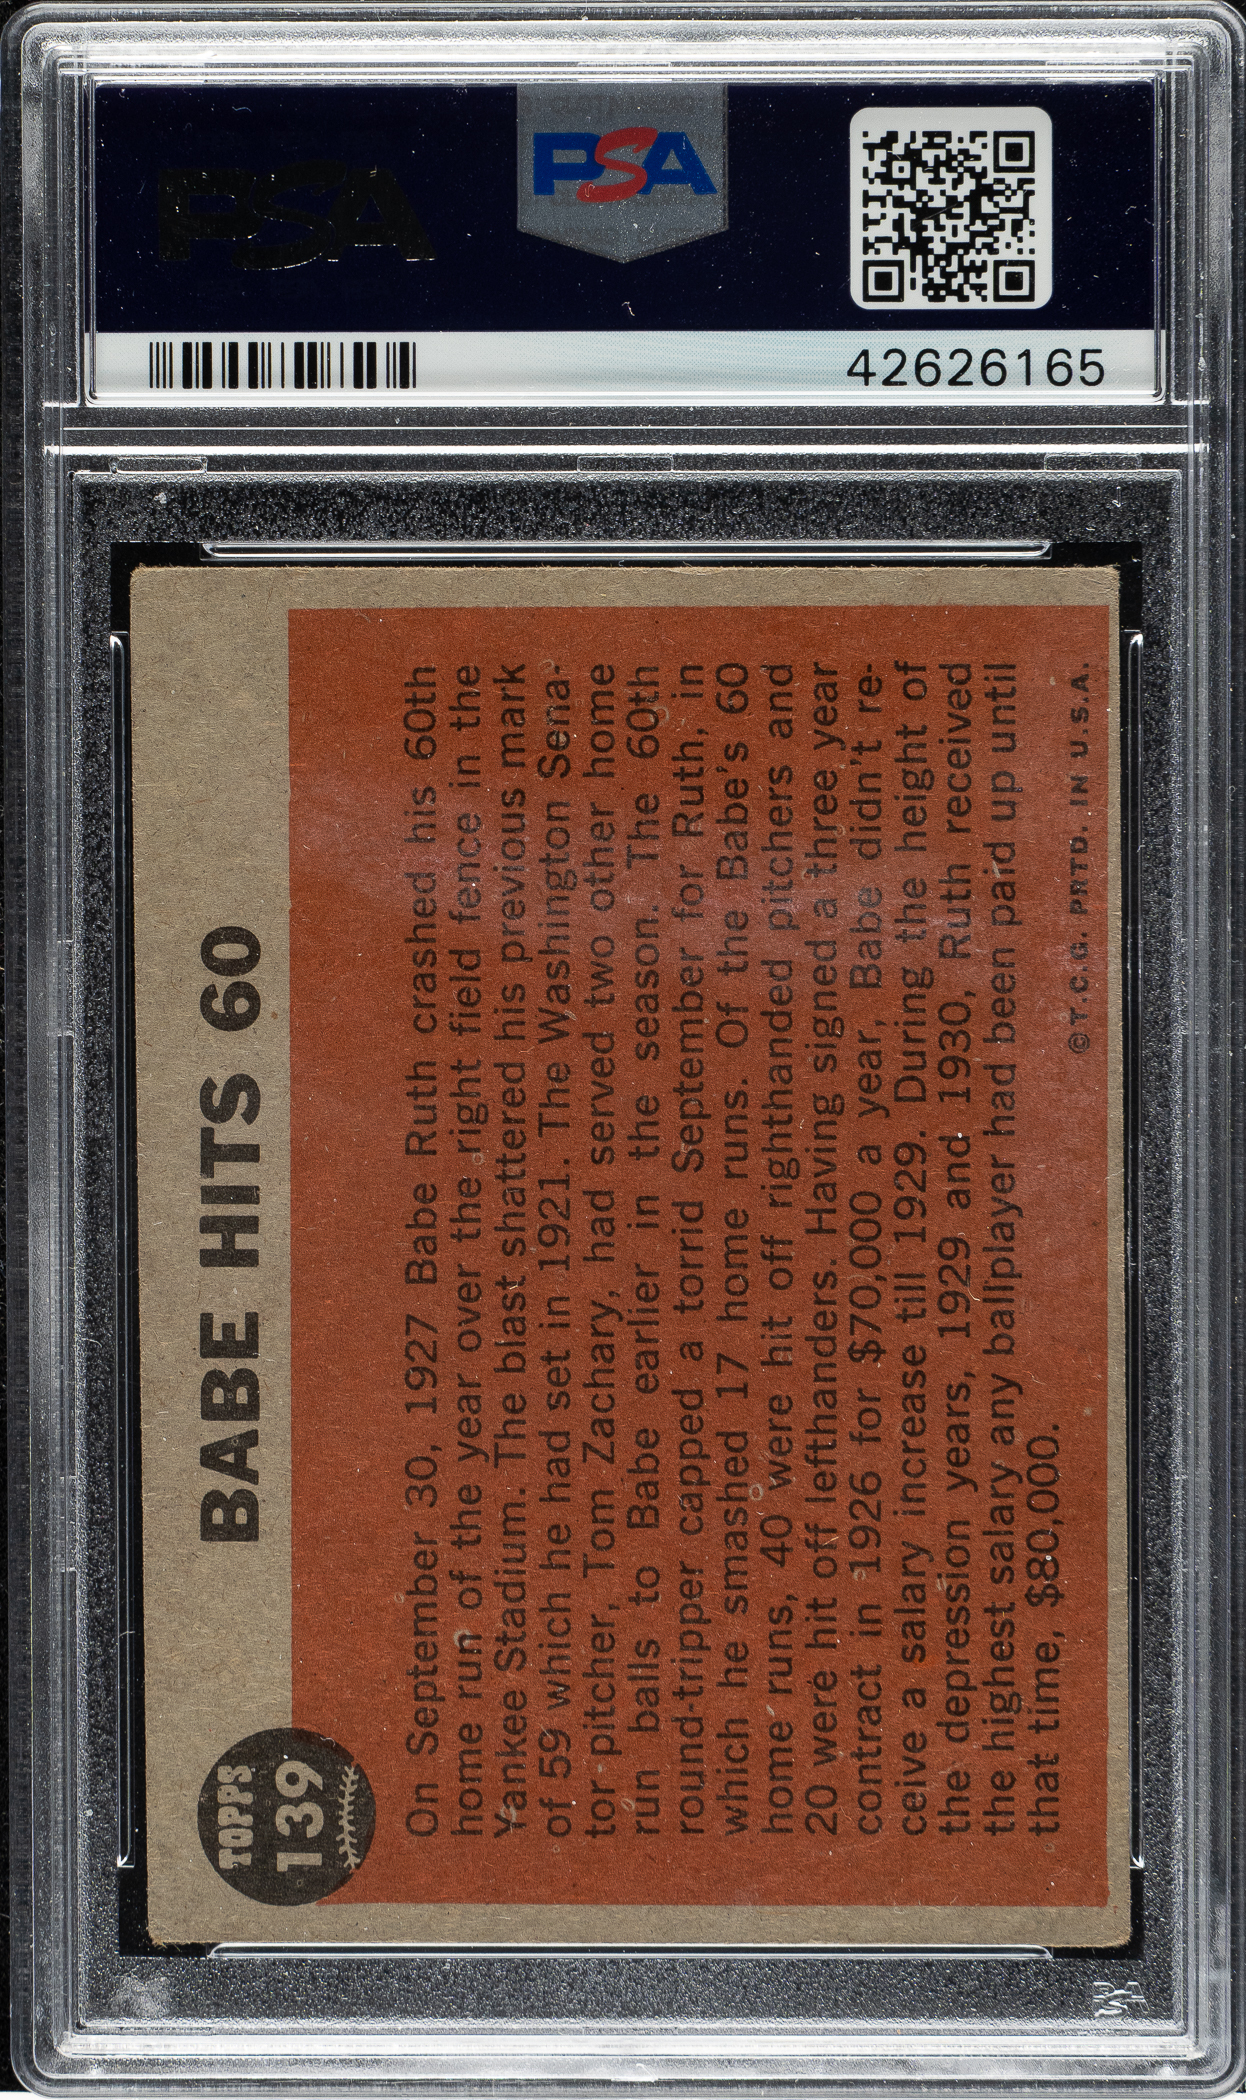 PSA
PSA
42626165
TOPPS
139
BABE HITS 60
On September 30, 1927 Babe Ruth crashed his 60th
home run of the year over the right field fence in the
Yankee Stadium. The blast shattered his previous mark
of 59 which he had set in 1921. The Washington Sena-
tor pitcher, Tom Zachary, had served two other home
run balls to Babe earlier in the season. The 60th
round-tripper capped a torrid September for Ruth, in
which he smashed 17 home runs. Of the Babe's 60
home runs, 40 were hit off righthanded pitchers and
20 were hit off lefthanders. Having signed a three year
contract in 1926 for $70,000 a year, Babe didn't re-
ceive a salary increase till 1929. During the height of
the depression years, 1929 and 1930, Ruth received
the highest salary any ballplayer had been paid up until
that time, $80,000.
©T.C.G. PRTD. IN U.S.A.
PSA